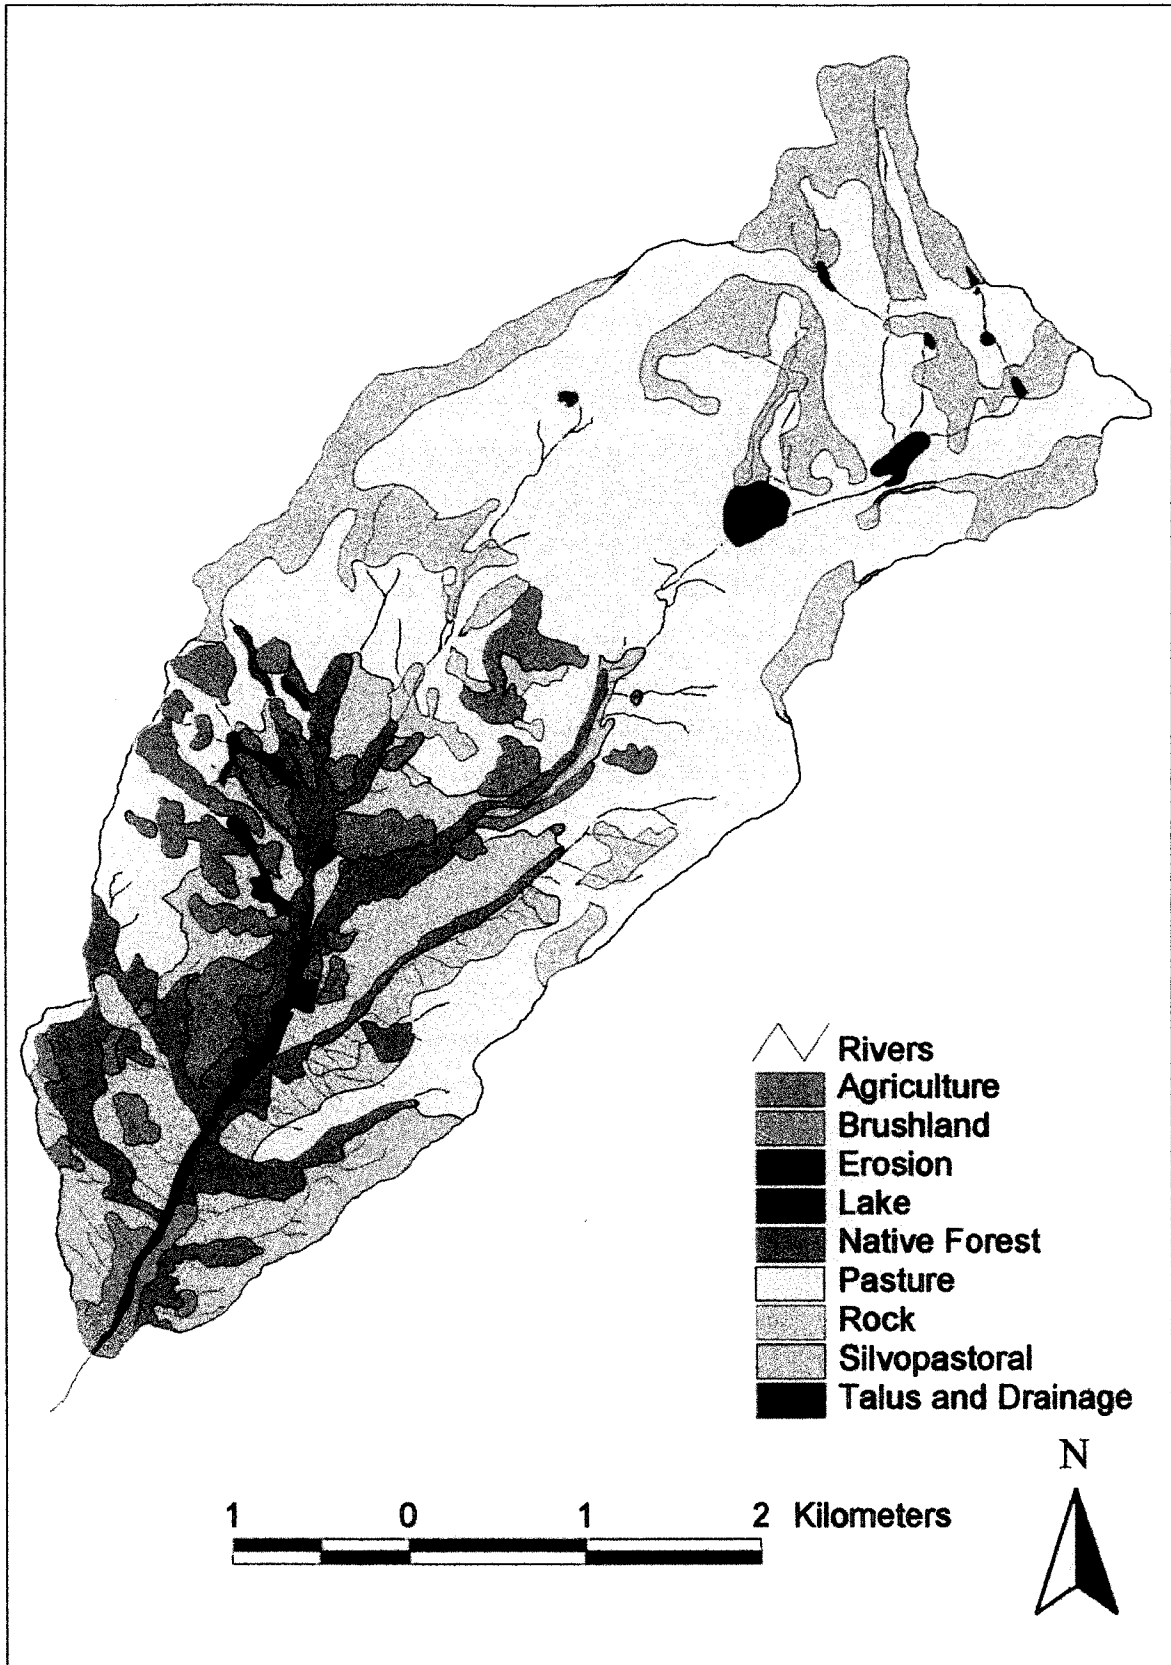 Rivers
Agriculture
Brushland
Erosion
Lake
Native Forest
Pasture
Rock
Silvopastoral
Talus and Drainage
N
1 0 1 2 Kilometers